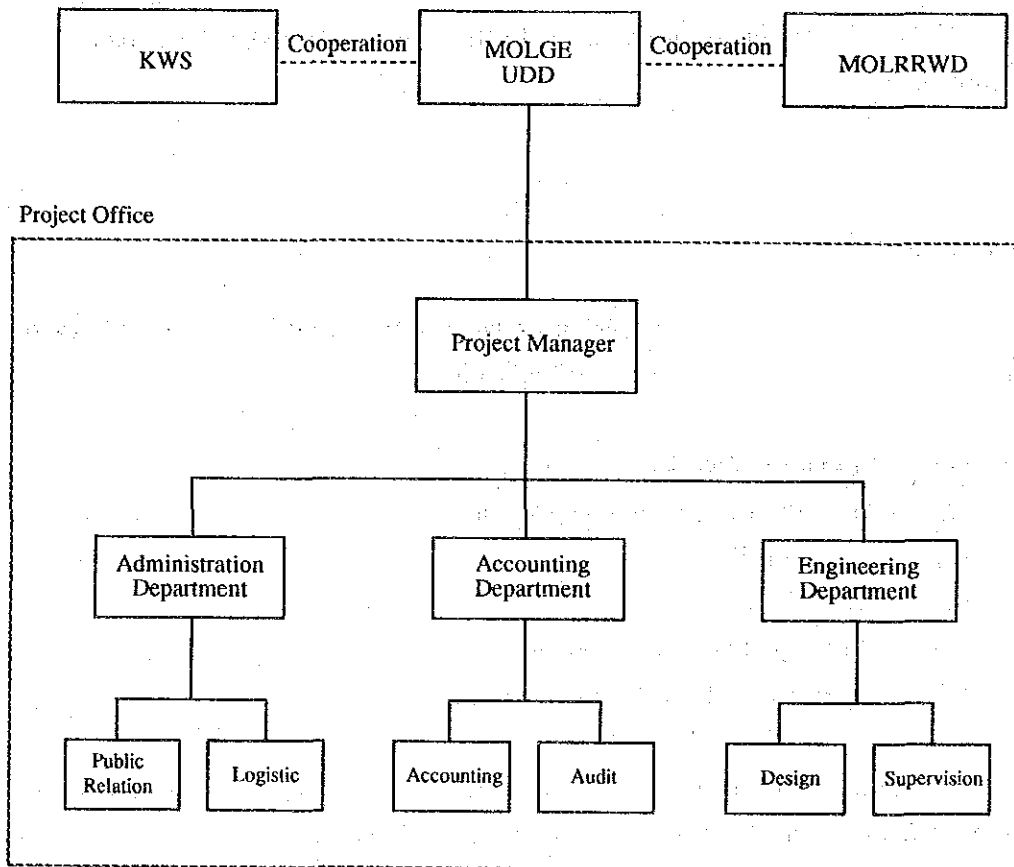 KWS
Cooperation
MOLGE
UDD
Cooperation
MOLRRWD
Project Office
Project Manager
Administration
Department
Accounting
Department
Engineering
Department
Public
Relation
Logistic
Accounting
Audit
Design
Supervision